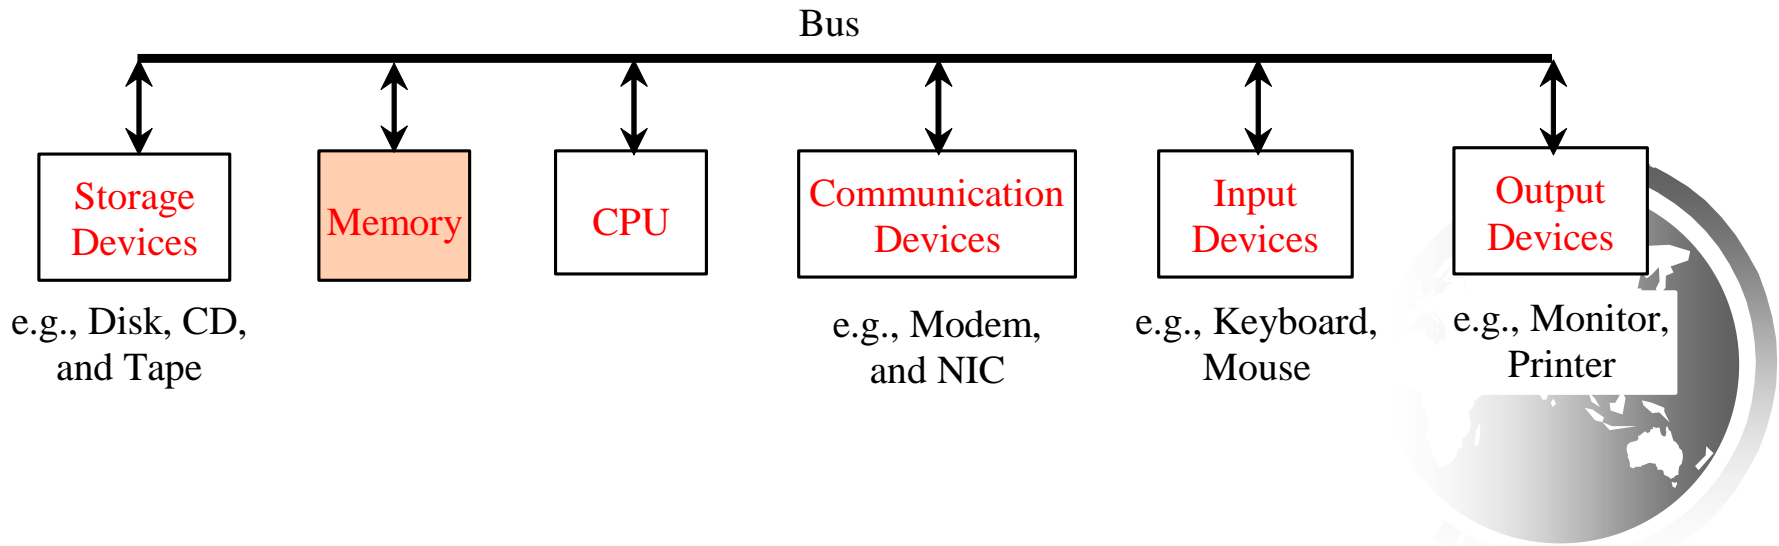 Bus
Storage
Devices
Memory
CPU
Communication
Devices
Input
Devices
Output
Devices
e.g., Disk, CD,
and Tape
e.g., Modem,
and NIC
e.g., Keyboard,
Mouse
e.g., Monitor,
Printer